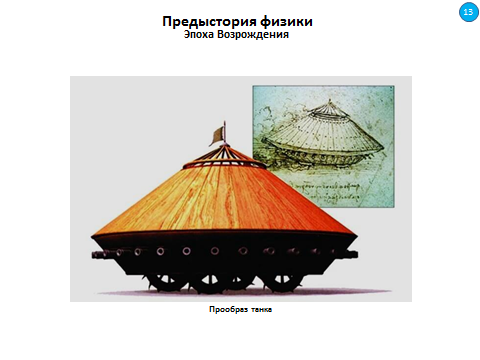 13
Предыстория физики
Эпоха Возрождения
Прообраз танка